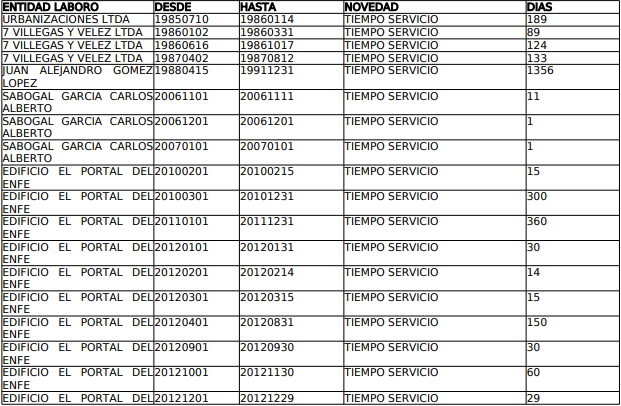 ENTIDAD LABORO DESDE HASTA NOVEDAD DIAS
URBANIZACIONES LTDA 19850710 19860114 TIEMPO SERVICIO 189
7 VILLEGAS Y VELEZ LTDA 19860102 19860331 TIEMPO SERVICIO 89
7 VILLEGAS Y VELEZ LTDA 19860616 19861017 TIEMPO SERVICIO 124
7 VILLEGAS Y VELEZ LTDA 19870402 19870812 TIEMPO SERVICIO 133
JUAN ALEJANDRO GOMEZ 19880415 19911231 TIEMPO SERVICIO 1356
LOPEZ
SABOGAL GARCIA CARLOS 20061101 20061111 TIEMPO SERVICIO 11
ALBERTO
SABOGAL GARCIA CARLOS 20061201 20061201 TIEMPO SERVICIO 1
ALBERTO
SABOGAL GARCIA CARLOS 20070101 20070101 TIEMPO SERVICIO 1
ALBERTO
EDIFICIO EL PORTAL DEL 20100201 20100215 TIEMPO SERVICIO 15
ENFE
EDIFICIO EL PORTAL DEL 20100301 20101231 TIEMPO SERVICIO 300
ENFE
EDIFICIO EL PORTAL DEL 20110101 20111231 TIEMPO SERVICIO 360
ENFE
EDIFICIO EL PORTAL DEL 20120101 20120131 TIEMPO SERVICIO 30
ENFE
EDIFICIO EL PORTAL DEL 20120201 20120214 TIEMPO SERVICIO 14
ENFE
EDIFICIO EL PORTAL DEL 20120301 20120315 TIEMPO SERVICIO 15
ENFE
EDIFICIO EL PORTAL DEL 20120401 20120831 TIEMPO SERVICIO 150
ENFE
EDIFICIO EL PORTAL DEL 20120901 20120930 TIEMPO SERVICIO 30
ENFE
EDIFICIO EL PORTAL DEL 20121001 20121130 TIEMPO SERVICIO 60
ENFE
EDIFICIO EL PORTAL DEL 20121201 20121229 TIEMPO SERVICIO 29